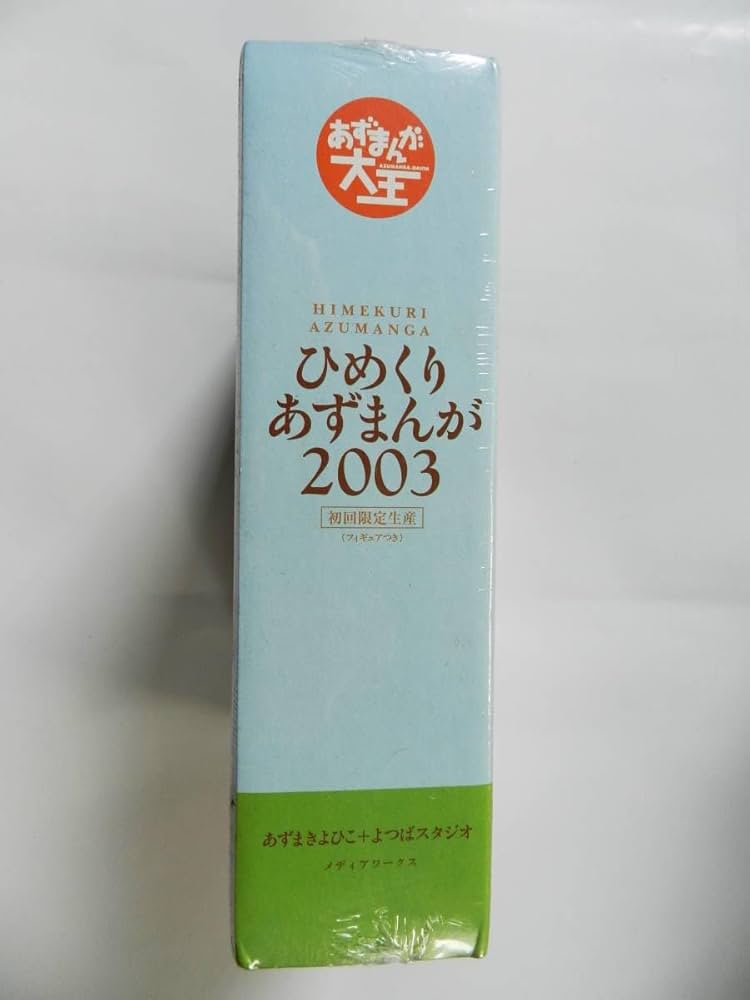 あずまんが
大王
AZUMANGA-DAIOH
HIMEKURI
AZUMANGA
ひめくり
あずまんが
2003
初回限定生産
(フィギュアつき)
あずまきよひこ+よつばスタジオ
メディアワークス